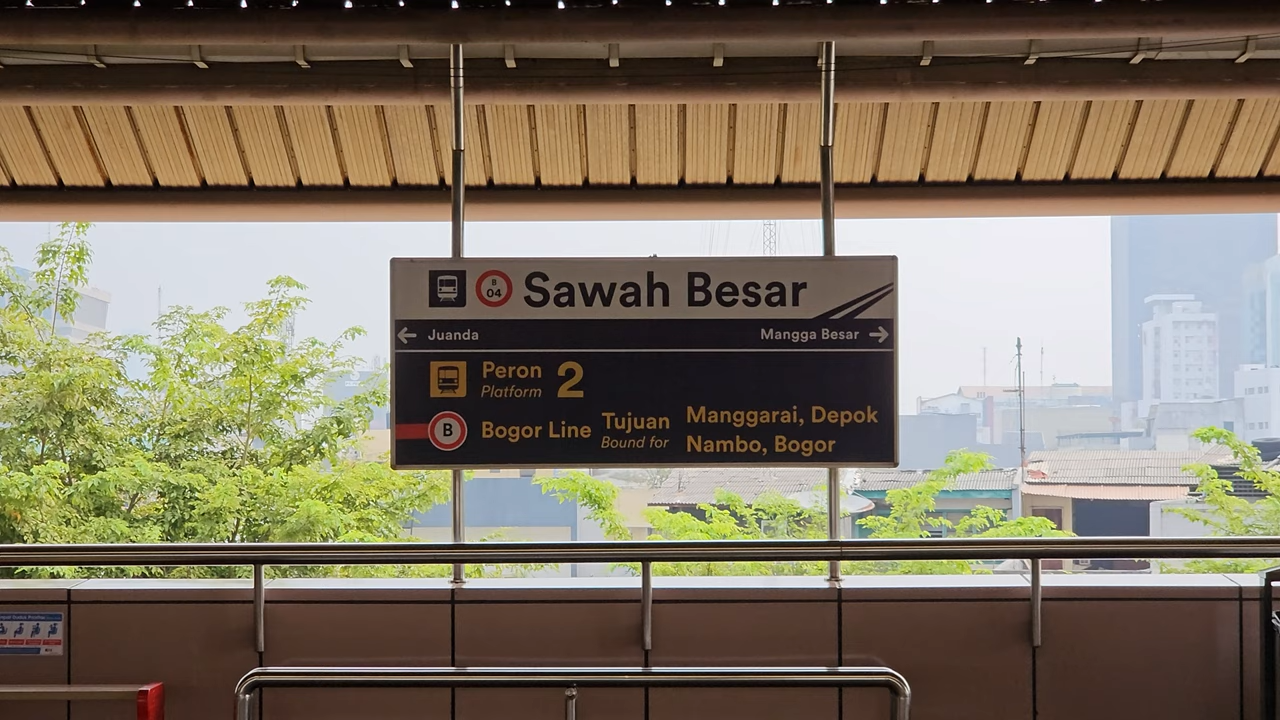 B 04 Sawah Besar
Juanda Mangga Besar
Peron 2
Platform
B Bogor Line Tujuan Manggarai, Depok
Bound for Nambo, Bogor